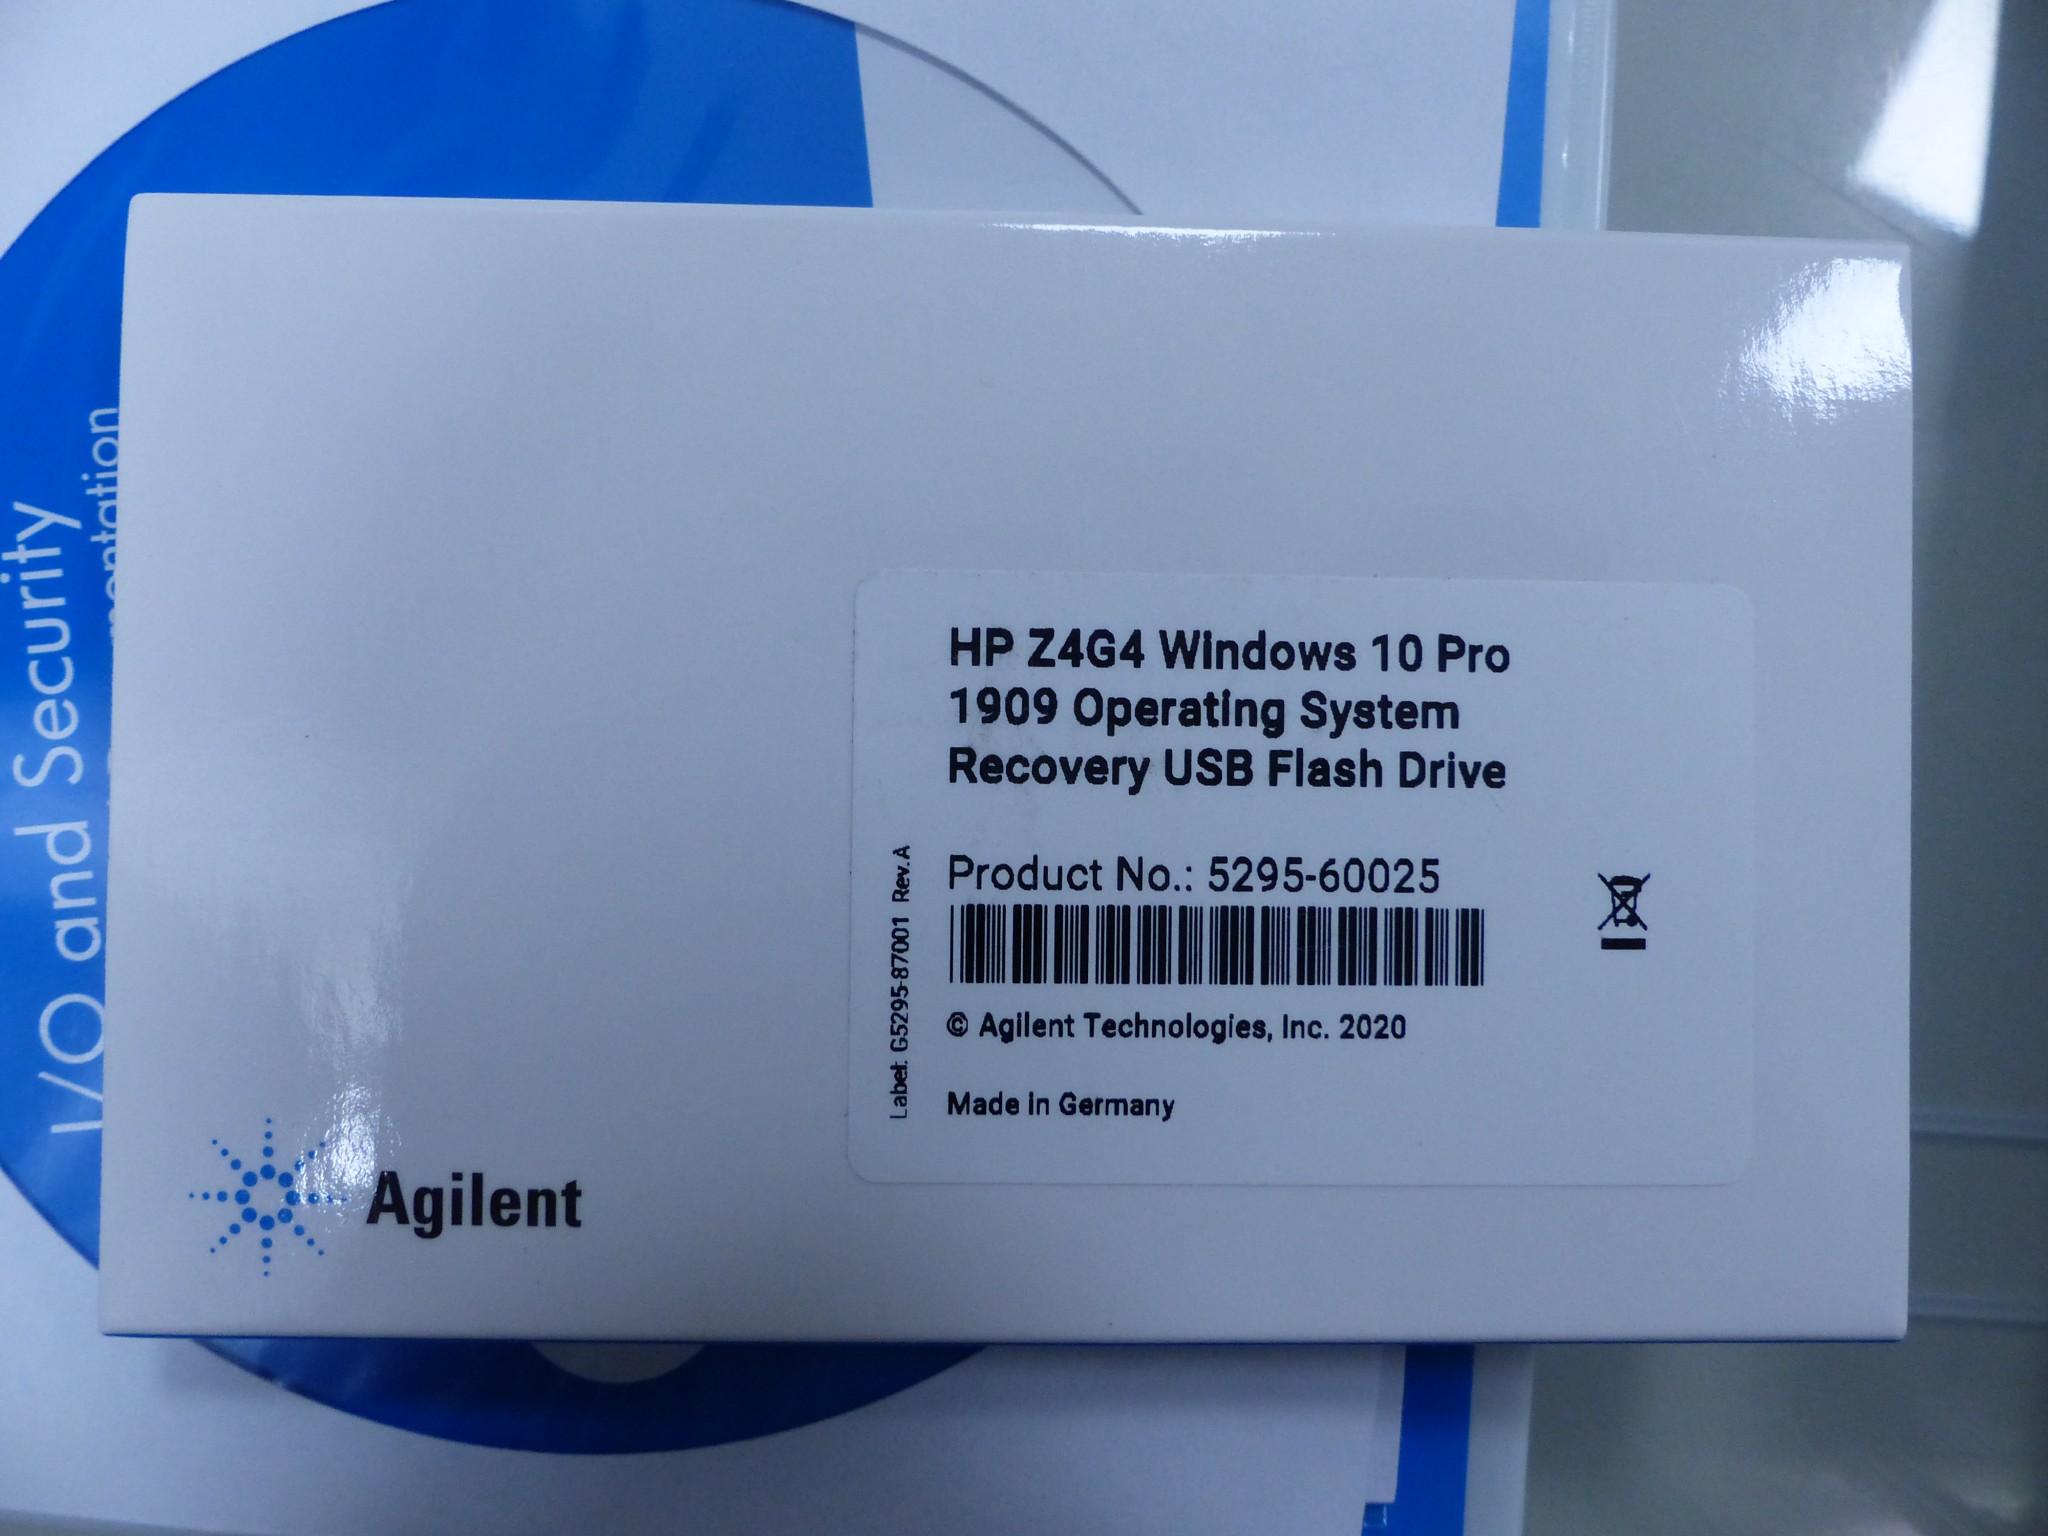 I/O and Security
HP Z4G4 Windows 10 Pro
1909 Operating System
Recovery USB Flash Drive
Product No.: 5295-60025
Label: G5295-87001 Rev.A
© Agilent Technologies, Inc. 2020
Made in Germany
Agilent